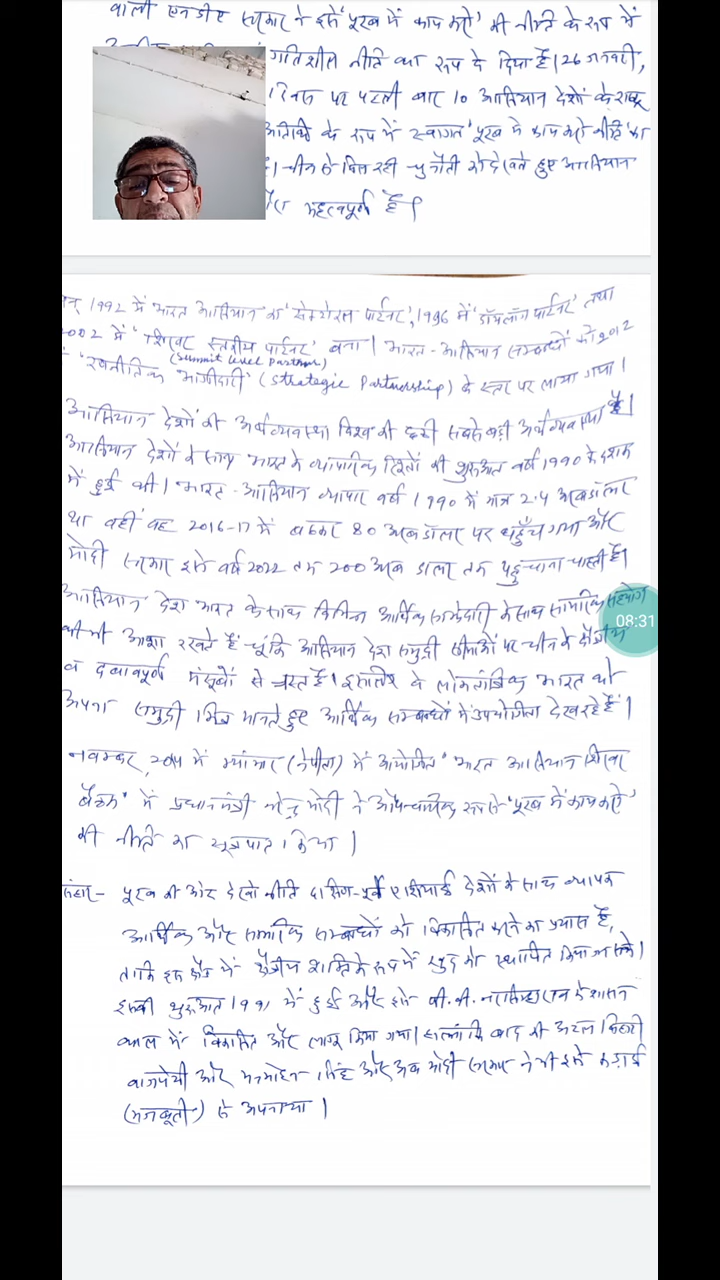 वाली एनडीए सरकार ने इसे 'पूरब में काम करो' की नीति के रूप में
गतिशील नीति का रूप दे दिया है। 26 जनवरी,
पर पहली बार 10 आसियान देशों के राष्ट्र
अतिथि के रूप में स्वागत 'पूरब में काम करो नीति' का
चीन से मिल रही चुनौती को देखते हुए आसियान
महत्वपूर्ण है।
1992 में भारत आसियान का 'सेक्टोरल पार्टनर', 1996 में 'डॉयलॉग पार्टनर' तथा
2002 में 'शिखर स्तरीय पार्टनर' बना। भारत-आसियान सम्बन्धों को 2012
(Summit level Partner)
'रणनीतिक भागीदारी' (Strategic Partnership) के स्तर पर लाया गया।
आसियान देशों की अर्थव्यवस्था विश्व की सबसे बड़ी अर्थव्यवस्था है।
आसियान देशों के साथ भारत के व्यापारिक रिश्तों की शुरुआत वर्ष 1990 के दशक
में हुई थी। भारत-आसियान व्यापार वर्ष 1990 में मात्र 2.4 अरब डॉलर
था वहीं वह 2016-17 में बढ़कर 80 अरब डॉलर पर पहुँच गया और
मोदी सरकार इसे वर्ष 2022 तक 200 अरब डालर तक पहुंचाना चाहती है।
आसियान देश भारत के साथ विभिन्न आर्थिक साझेदारी के साथ सामरिक सहयोग
की भी आशा रखते हैं चूंकि आसियान देश समुद्री सीमाओं पर चीन के क्षेत्रीय
व दबावपूर्ण मंसूबों से त्रस्त है। इसलिए वे लोकतांत्रिक भारत को
अपना समुद्री मित्र मानते हुए आर्थिक सम्बन्धों में उपयोगिता देख रहे हैं।
नवम्बर, 2014 में म्यांमार (नेपीता) में आयोजित 'भारत आसियान शिखर
बैठक' में प्रधानमंत्री नरेन्द्र मोदी ने औपचारिक रूप से 'पूरब में काम करो'
की नीति का सूत्रपात किया।
पूरब की ओर देखो नीति दक्षिण-पूर्व एशियाई देशों के साथ व्यापक
आर्थिक और सामरिक सम्बन्धों को विकसित करने का प्रयास है,
ताकि इस क्षेत्र में क्षेत्रीय शक्ति के रूप में खुद को स्थापित किया जा सके।
इसकी शुरुआत 1991 में हुई और इसे पी.वी. नरसिम्हा राव के शासन
काल में विकसित और लागू किया गया। हालांकि बाद की अटल बिहारी
वाजपेयी और मनमोहन सिंह और अब मोदी सरकार ने भी इसे कड़ाई
(मजबूती) से अपनाया।
08:31